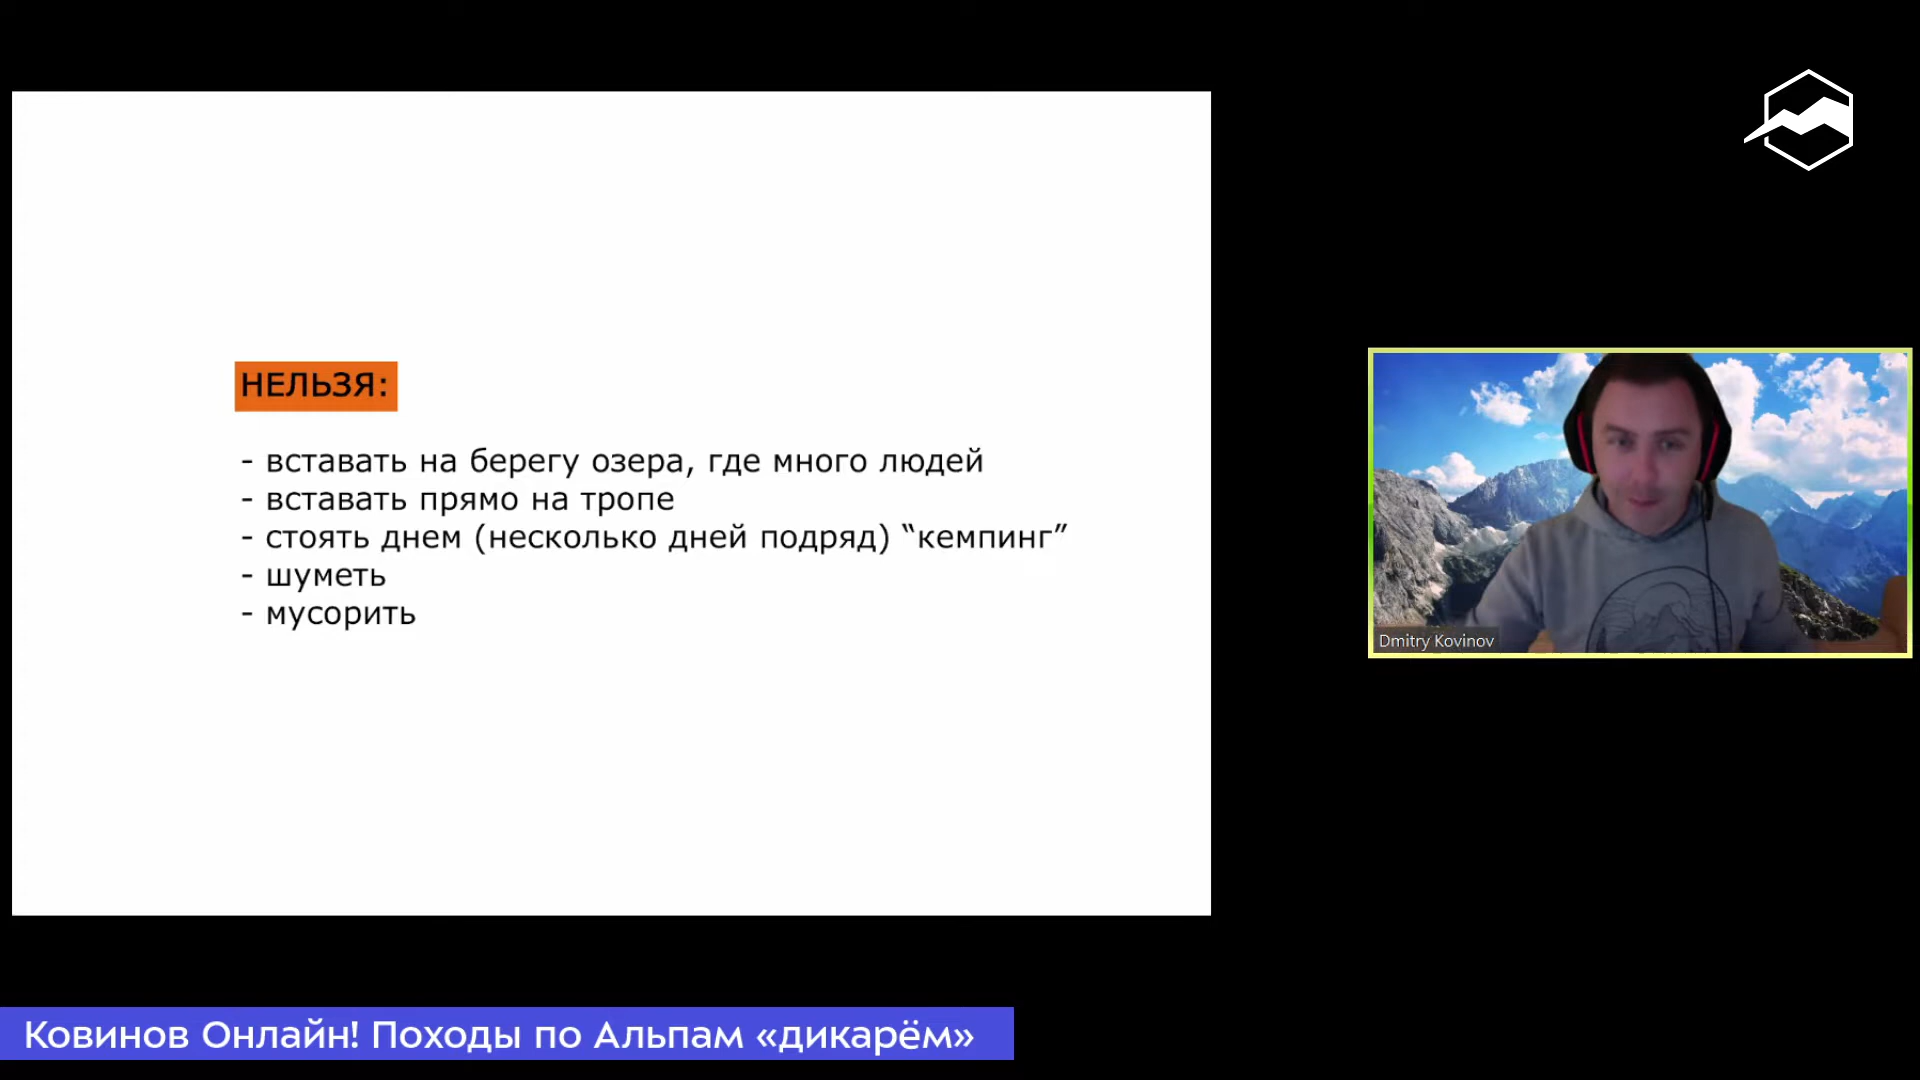 НЕЛЬЗЯ:
- вставать на берегу озера, где много людей
- вставать прямо на тропе
- стоять днем (несколько дней подряд) “кемпинг”
- шуметь
- мусорить
Dmitry Kovinov
Ковинов Онлайн! Походы по Альпам «дикарём»